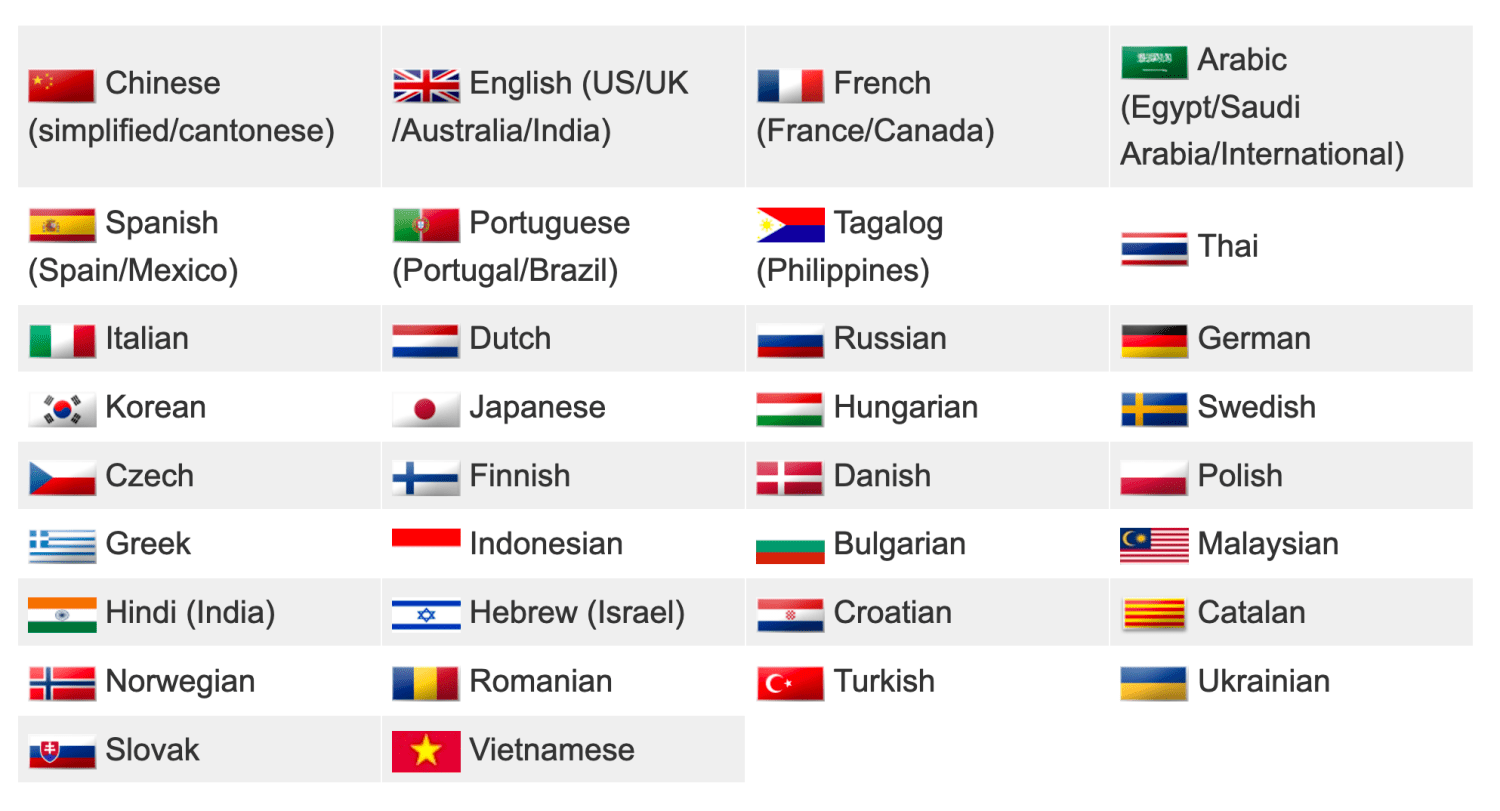 Chinese
(simplified/cantonese)
English (US/UK
/Australia/India)
French
(France/Canada)
Arabic
(Egypt/Saudi
Arabia/International)
Spanish
(Spain/Mexico)
Portuguese
(Portugal/Brazil)
Tagalog
(Philippines)
Thai
Italian
Dutch
Russian
German
Korean
Japanese
Hungarian
Swedish
Czech
Finnish
Danish
Polish
Greek
Indonesian
Bulgarian
Malaysian
Hindi (India)
Hebrew (Israel)
Croatian
Catalan
Norwegian
Romanian
Turkish
Ukrainian
Slovak
Vietnamese